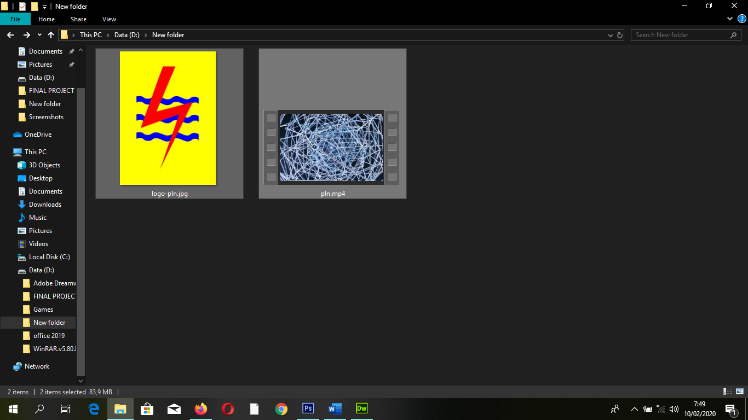 New folder
File Home Share View
This PC Data (D:) New folder
Search New folder
Documents
Pictures
Data (D:)
FINAL PROJECT
New folder
Screenshots
OneDrive
This PC
3D Objects
Desktop
Documents
Downloads
Music
Pictures
Videos
Local Disk (C:)
Data (D:)
Adobe Dreamw
FINAL PROJEC
Games
New folder
office 2019
WinRAR.v5.80.
Network
logo-pln.jpg
pln.mp4
2 items 2 items selected 83,9 MB
Ps
Dw
7:49
10/02/2020